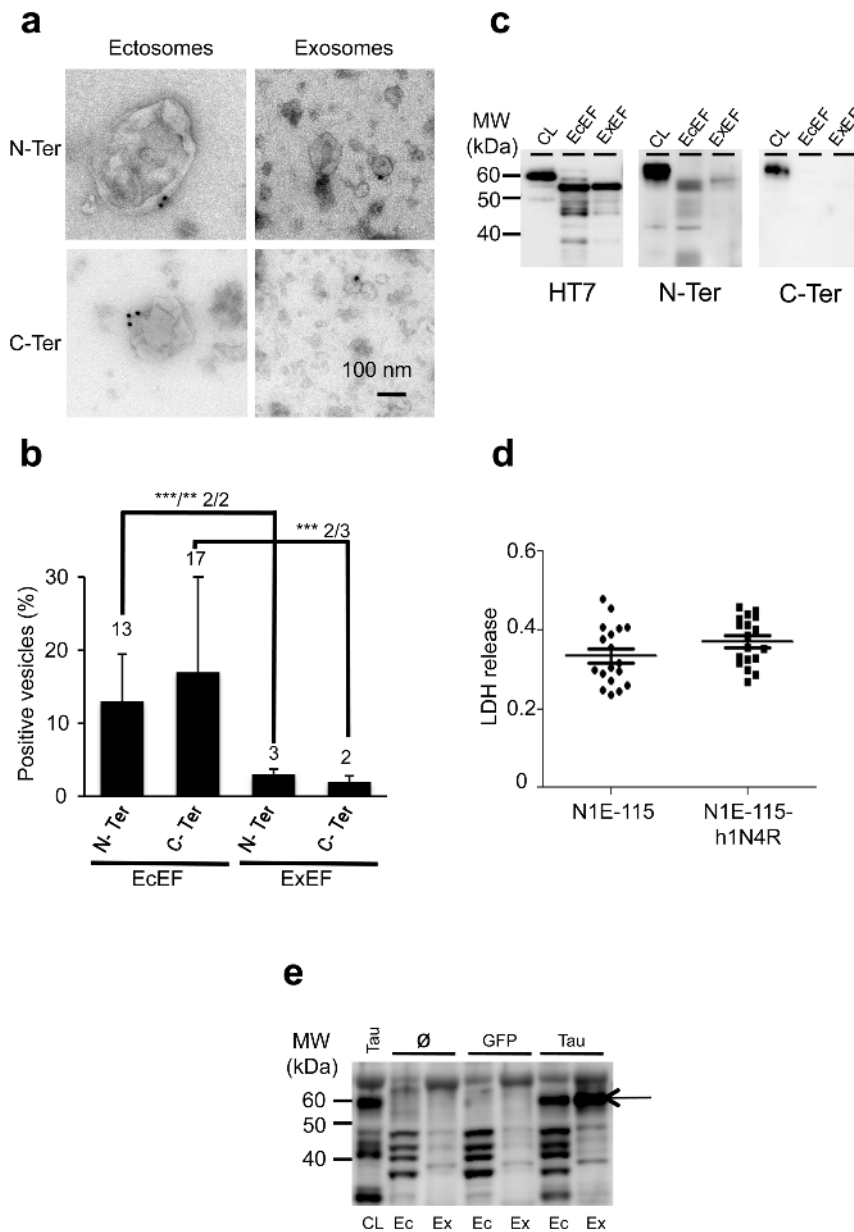 a
Ectosomes Exosomes
N-Ter
C-Ter
100 nm
c
MW
(kDa)
CL EcEF ExEF CL EcEF ExEF CL EcEF ExEF
60
50
40
HT7 N-Ter C-Ter
b
***/** 2/2
*** 2/3
Positive vesicles (%)
30
20
10
0
13
17
3
2
N- Ter C- Ter N- Ter C- Ter
EcEF ExEF
d
LDH release
0.6
0.4
0.2
0
N1E-115 N1E-115-
h1N4R
e
MW
(kDa)
Tau Ø GFP Tau
60
50
40
CL Ec Ex Ec Ex Ec Ex